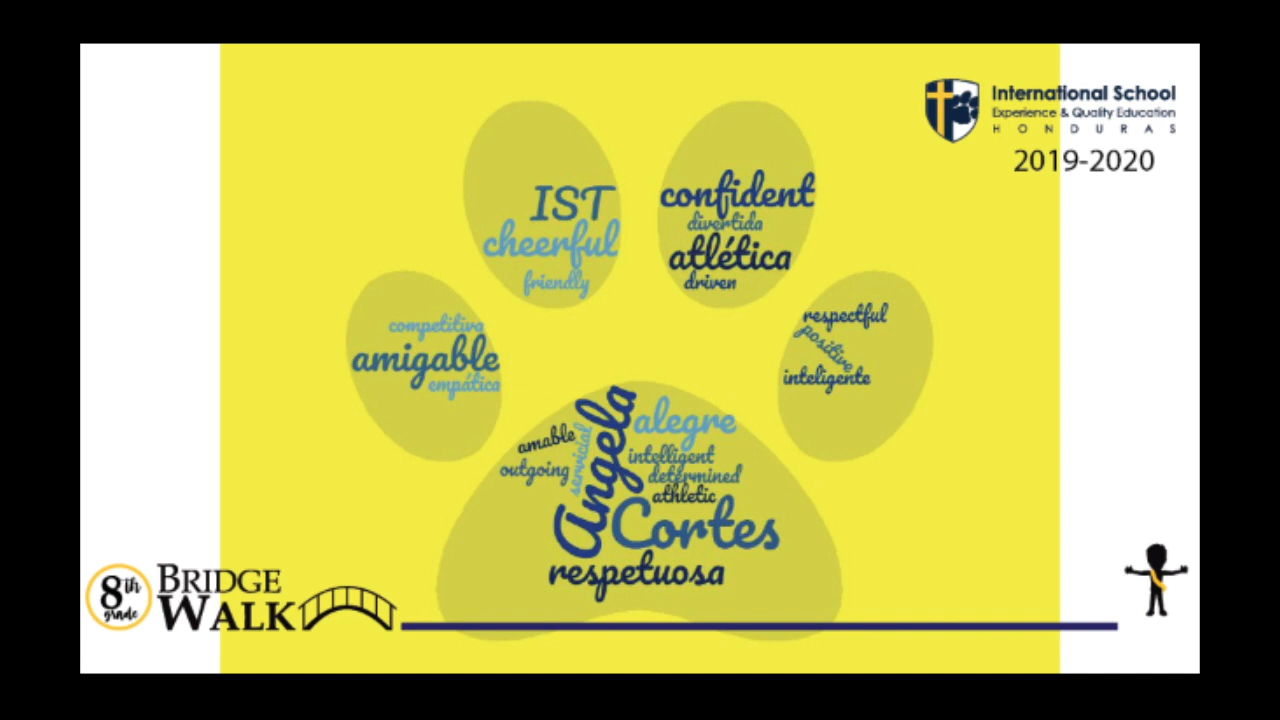 International School
Experience & Quality Education
HONDURAS
2019-2020
IST
cheerful
friendly
confident
divertida
atlética
driven
competitiva
amigable
empática
respectful
positive
inteligente
Angela
alegre
amable
servicial
outgoing
intelligent
determined
athletic
Cortes
respetuosa
8th
grade
BRIDGE
WALK